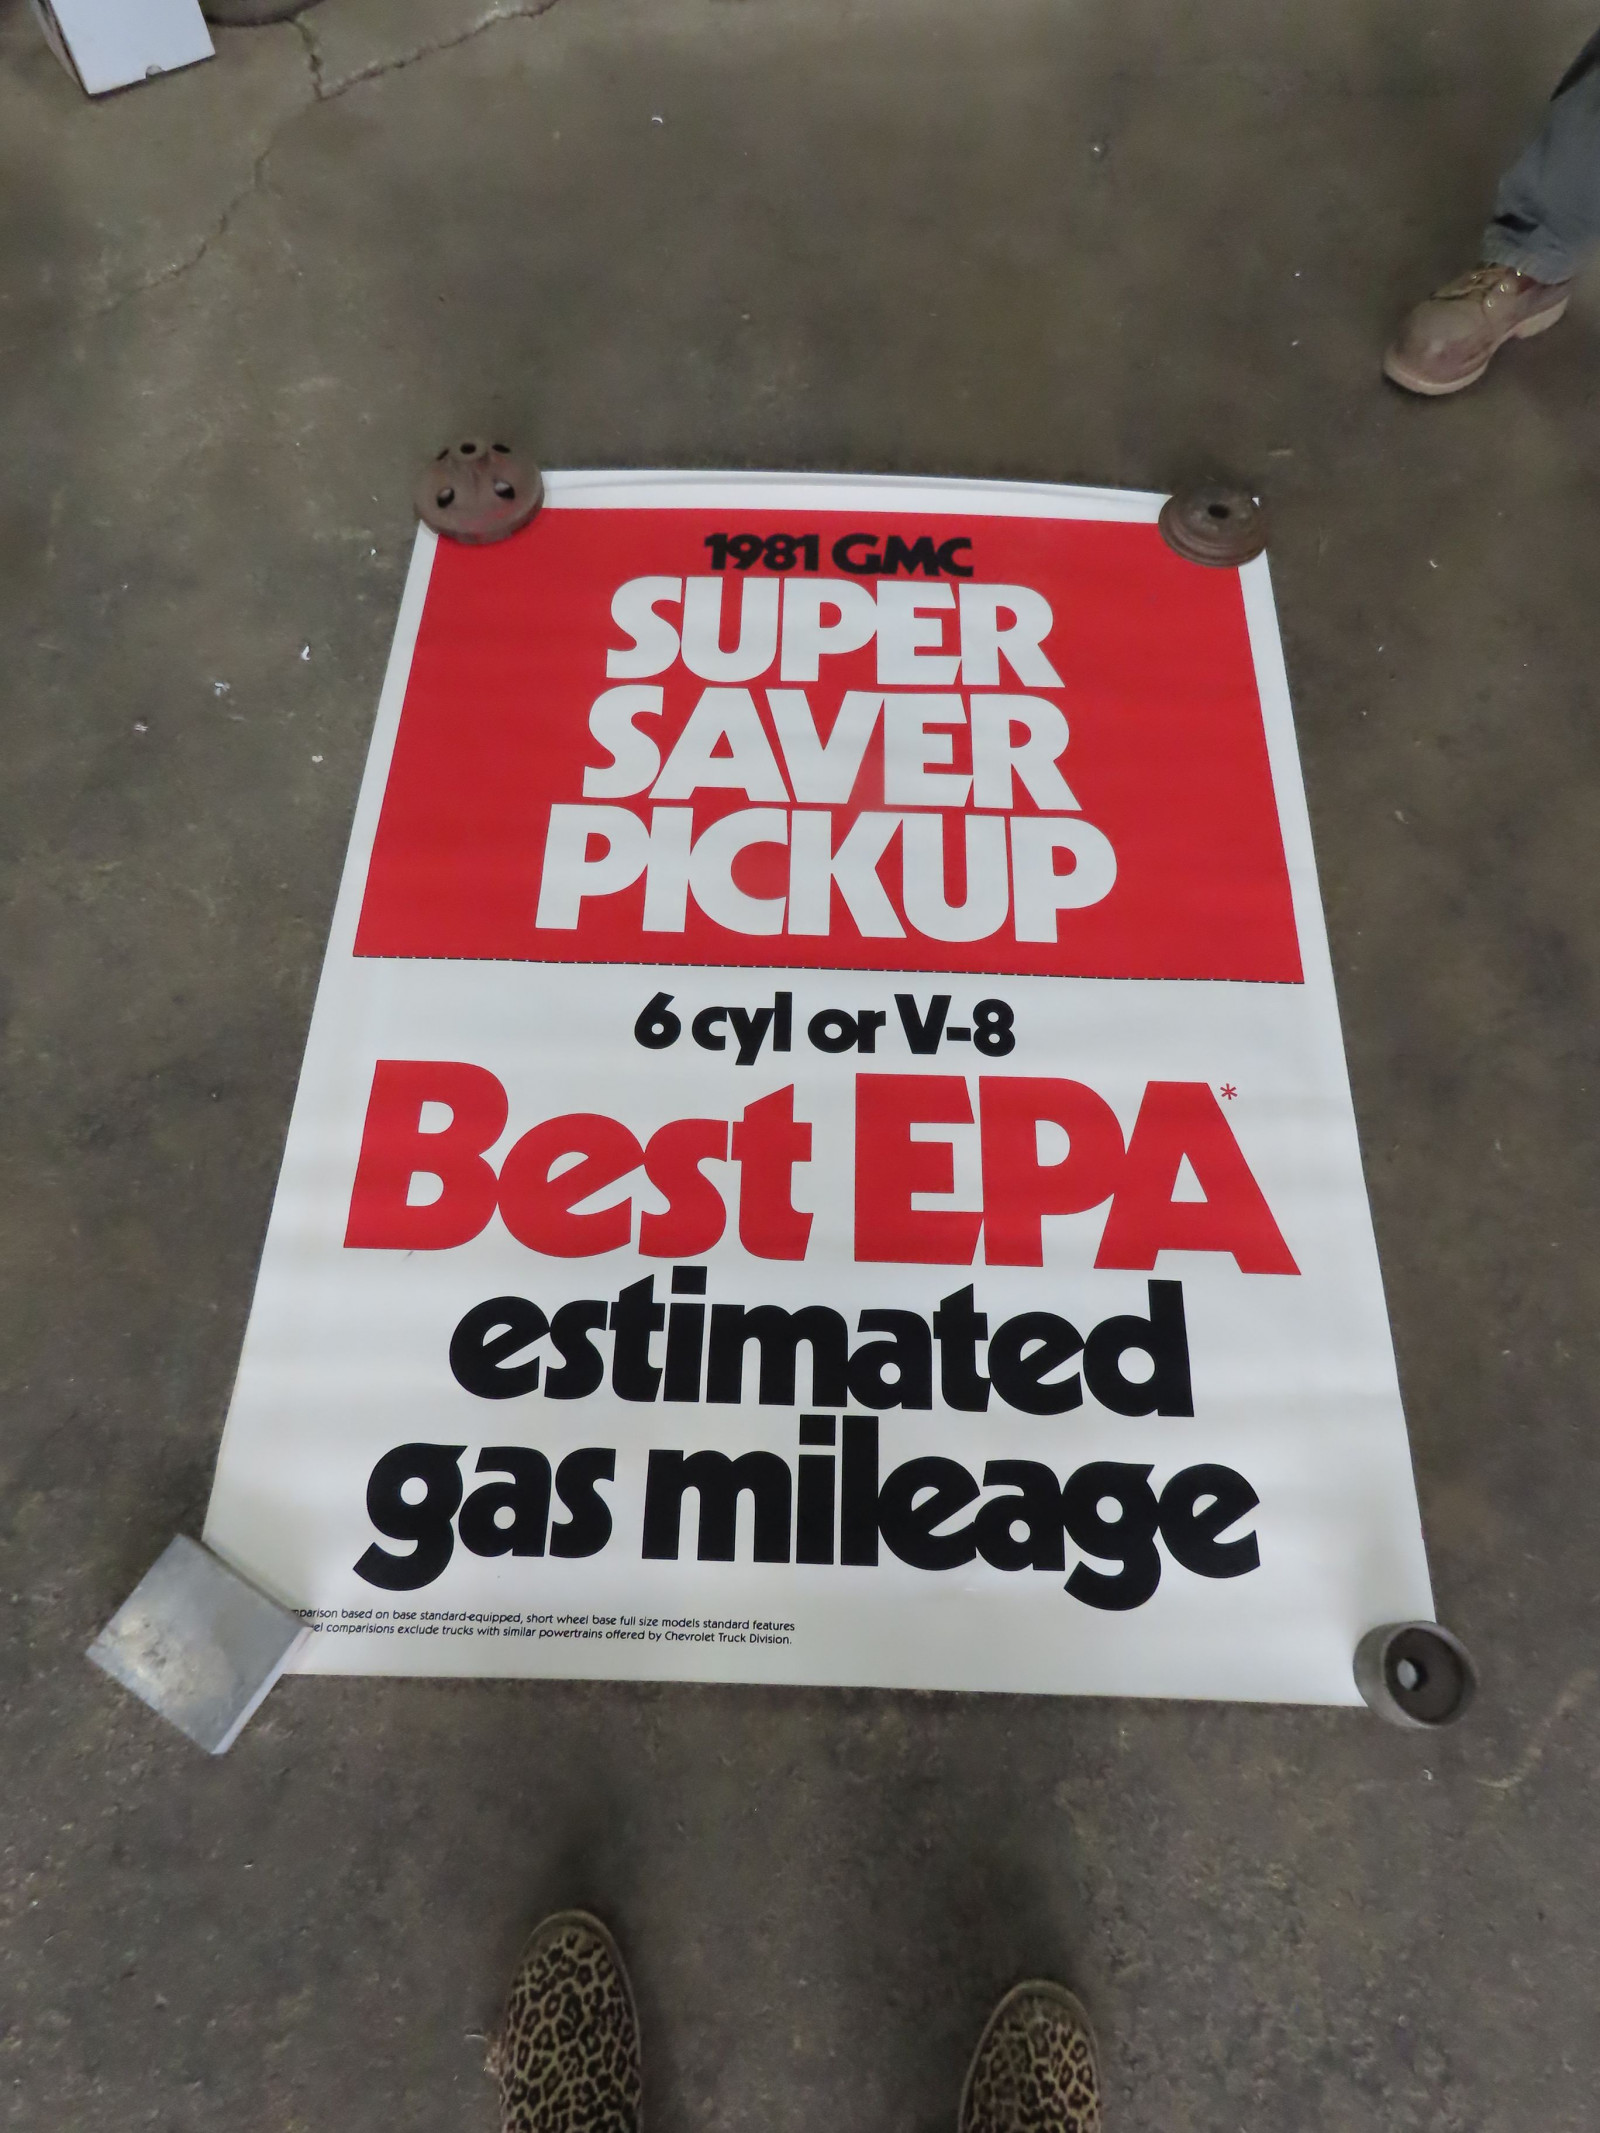 1981 GMC
SUPER
SAVER
PICKUP
6 cyl or V-8
Best EPA*
estimated
gas mileage
based on base standard-equipped, short wheel base full size models standard features
comparisions exclude trucks with similar powertrains offered by Chevrolet Truck Division.